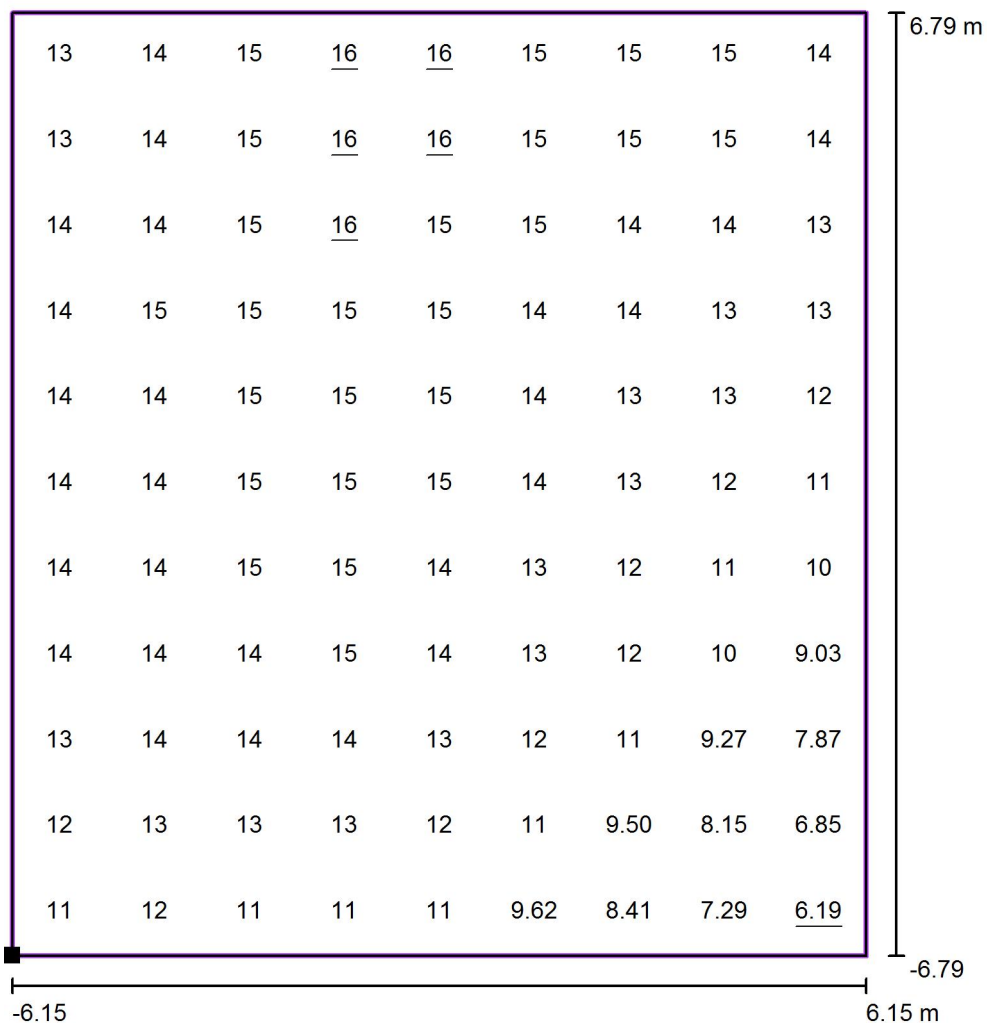 6.79 m
13 14 15 16 16 15 15 15 14
13 14 15 16 16 15 15 15 14
14 14 15 16 15 15 14 14 13
14 15 15 15 15 14 14 13 13
14 14 15 15 15 14 13 13 12
14 14 15 15 15 14 13 12 11
14 14 15 15 14 13 12 11 10
14 14 14 15 14 13 12 10 9.03
13 14 14 14 13 12 11 9.27 7.87
12 13 13 13 12 11 9.50 8.15 6.85
11 12 11 11 11 9.62 8.41 7.29 6.19
-6.79
-6.15 6.15 m